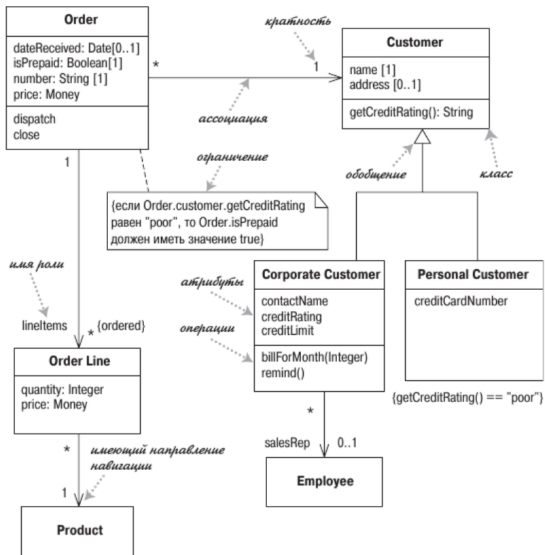 Order
dateReceived: Date[0..1]
isPrepaid: Boolean[1]
number: String [1]
price: Money
dispatch
close
*
1
кратность
ассоциация
Customer
name [1]
address [0..1]
getCreditRating(): String
ограничение
обобщение
класс
{если Order.customer.getCreditRating
равен "poor", то Order.isPrepaid
должен иметь значение true}
1
имя роли
lineItems
* {ordered}
атрибуты
операции
Corporate Customer
contactName
creditRating
creditLimit
billForMonth(Integer)
remind()
Personal Customer
creditCardNumber
{getCreditRating() == "poor"}
Order Line
quantity: Integer
price: Money
*
имеющий направление
навигации
1
Product
*
salesRep
0..1
Employee